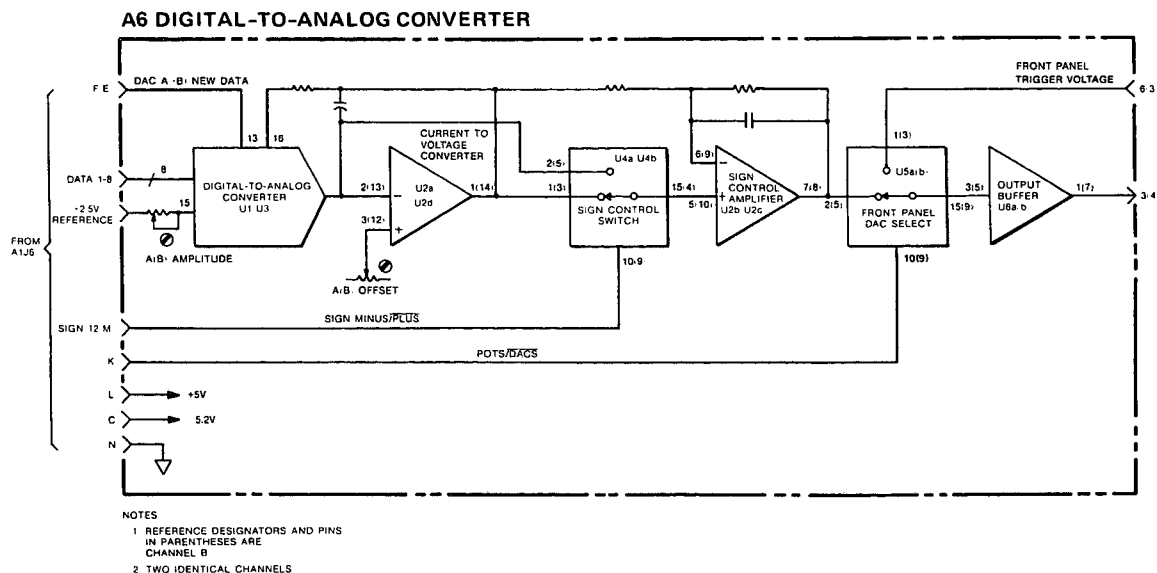 A6 DIGITAL-TO-ANALOG CONVERTER
F E
DAC A (B) NEW DATA
FRONT PANEL
TRIGGER VOLTAGE
6·3
13
16
1(3)
CURRENT TO
VOLTAGE
CONVERTER
2(5)
U4a U4b
6(9)
U5a(b)
DATA 1-8
8
DIGITAL-TO-ANALOG
CONVERTER
U1 U3
15
-2 5V
REFERENCE
2(13)
−
U2a
U2d
1(14)
1(3)
SIGN CONTROL
SWITCH
15(4)
5(10)
−
+
SIGN
CONTROL
AMPLIFIER
U2b U2c
7(8)
2(5)
FRONT PANEL
DAC SELECT
3(5)
15(9)
OUTPUT
BUFFER
U6a,b
1(7)
3/4
FROM
A1J6
A(B) AMPLITUDE
3(12)
+
A(B) OFFSET
10(9)
10(9)
SIGN 12 M
SIGN MINUS/PLUS
K
POTS/DACS
L
+5V
C
5.2V
N
NOTES
1 REFERENCE DESIGNATORS AND PINS
IN PARENTHESES ARE
CHANNEL B
2 TWO IDENTICAL CHANNELS